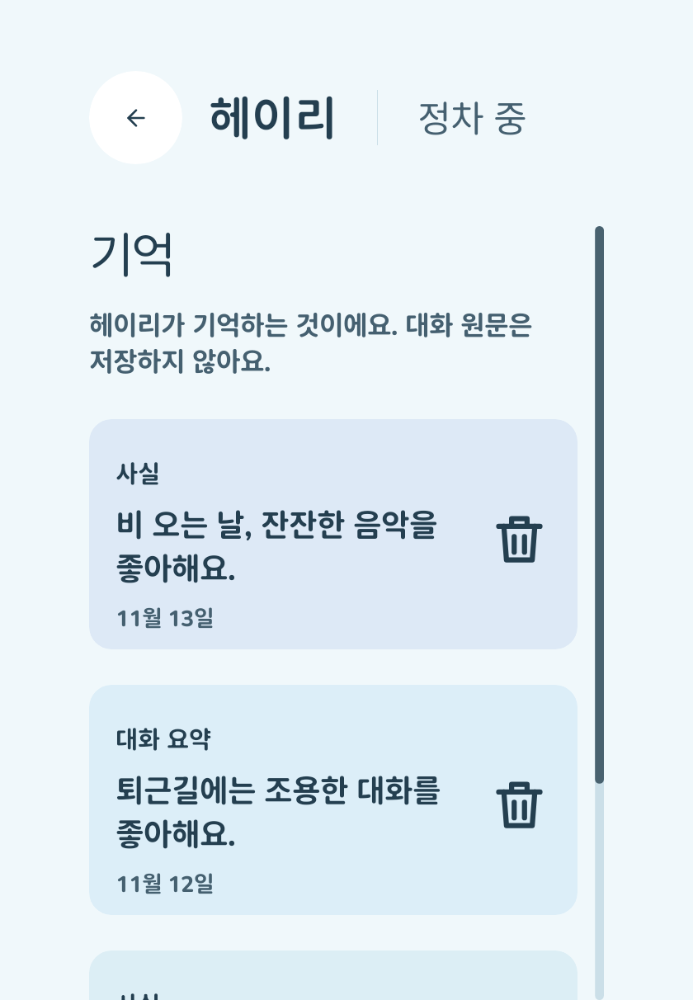 헤이리
정차 중
기억
헤이리가 기억하는 것이에요. 대화 원문은
저장하지 않아요.
사실
비 오는 날, 잔잔한 음악을
좋아해요.
11월 13일
대화 요약
퇴근길에는 조용한 대화를
좋아해요.
11월 12일